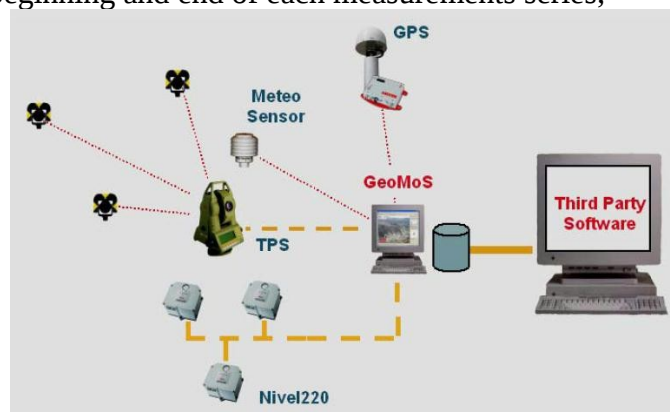 beginning and end of each measurements series,
GPS
Meteo
Sensor
GeoMoS
Third Party
Software
TPS
Nivel220